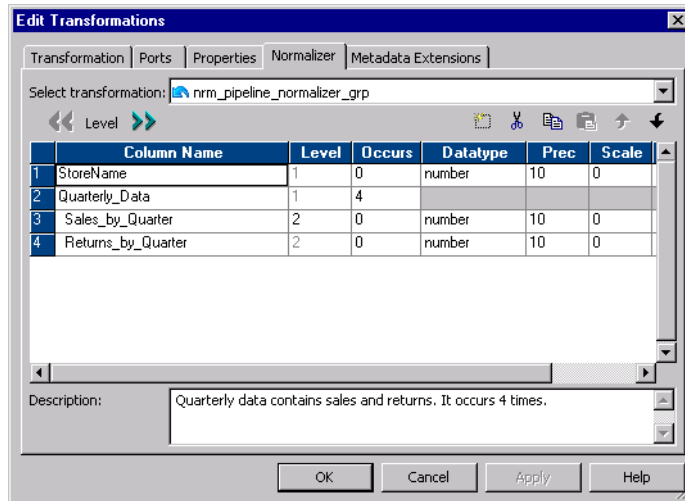 Edit Transformations
Transformation Ports Properties Normalizer Metadata Extensions
Select transformation: nrm_pipeline_normalizer_grp
Level
Column Name Level Occurs Datatype Prec Scale
1 StoreName 1 0 number 10 0
2 Quarterly_Data 1 4
3 Sales_by_Quarter 2 0 number 10 0
4 Returns_by_Quarter 2 0 number 10 0
Description: Quarterly data contains sales and returns. It occurs 4 times.
OK Cancel Apply Help